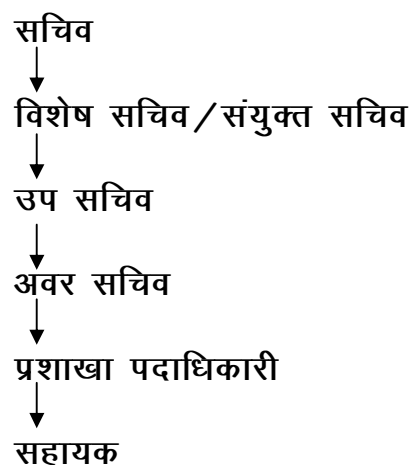 सचिव
विशेष सचिव/संयुक्त सचिव
उप सचिव
अवर सचिव
प्रशाखा पदाधिकारी
सहायक